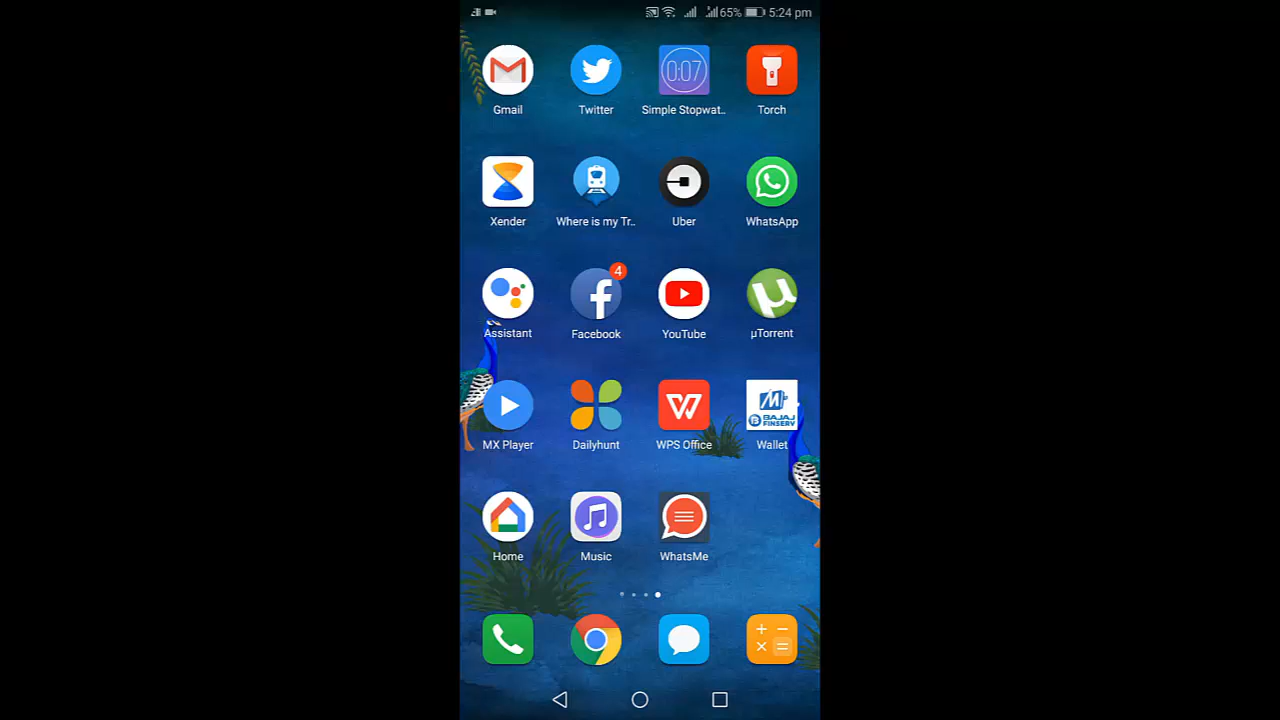 65% 5:24 pm
Gmail Twitter Simple Stopwat.. Torch
0:07
Xender Where is my Tr.. Uber WhatsApp
4
Assistant Facebook YouTube µTorrent
M
BAJAJ
FINSERV
MX Player Dailyhunt WPS Office Wallet
Home Music WhatsMe